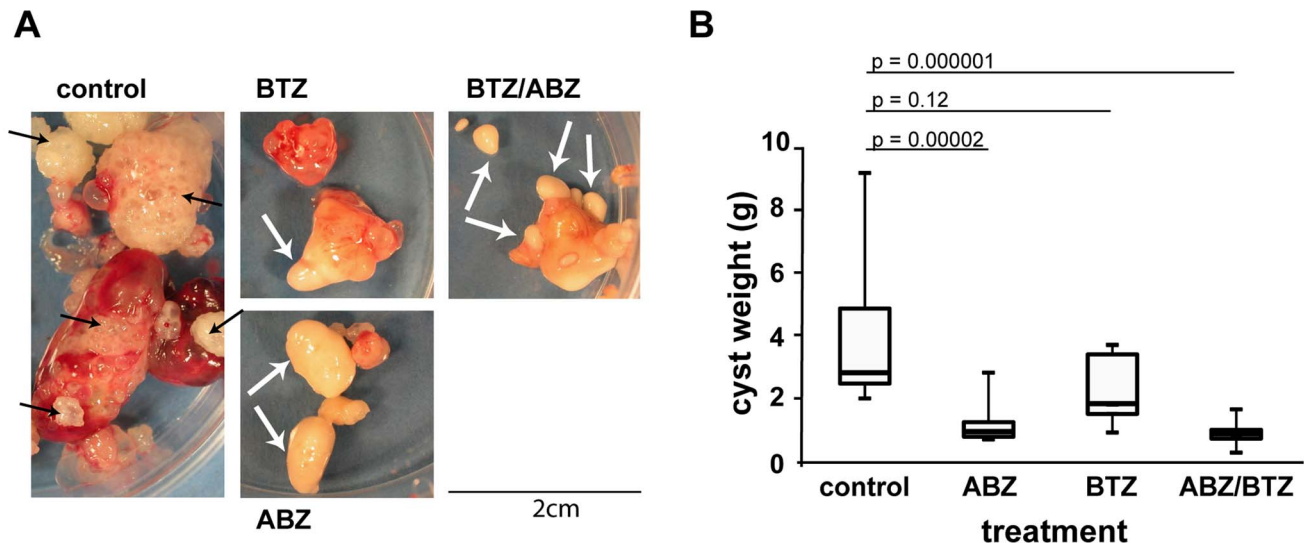 A
control
BTZ
BTZ/ABZ
ABZ
2cm
B
p = 0.000001
p = 0.12
p = 0.00002
cyst weight (g)
10
8
6
4
2
0
control ABZ BTZ ABZ/BTZ
treatment